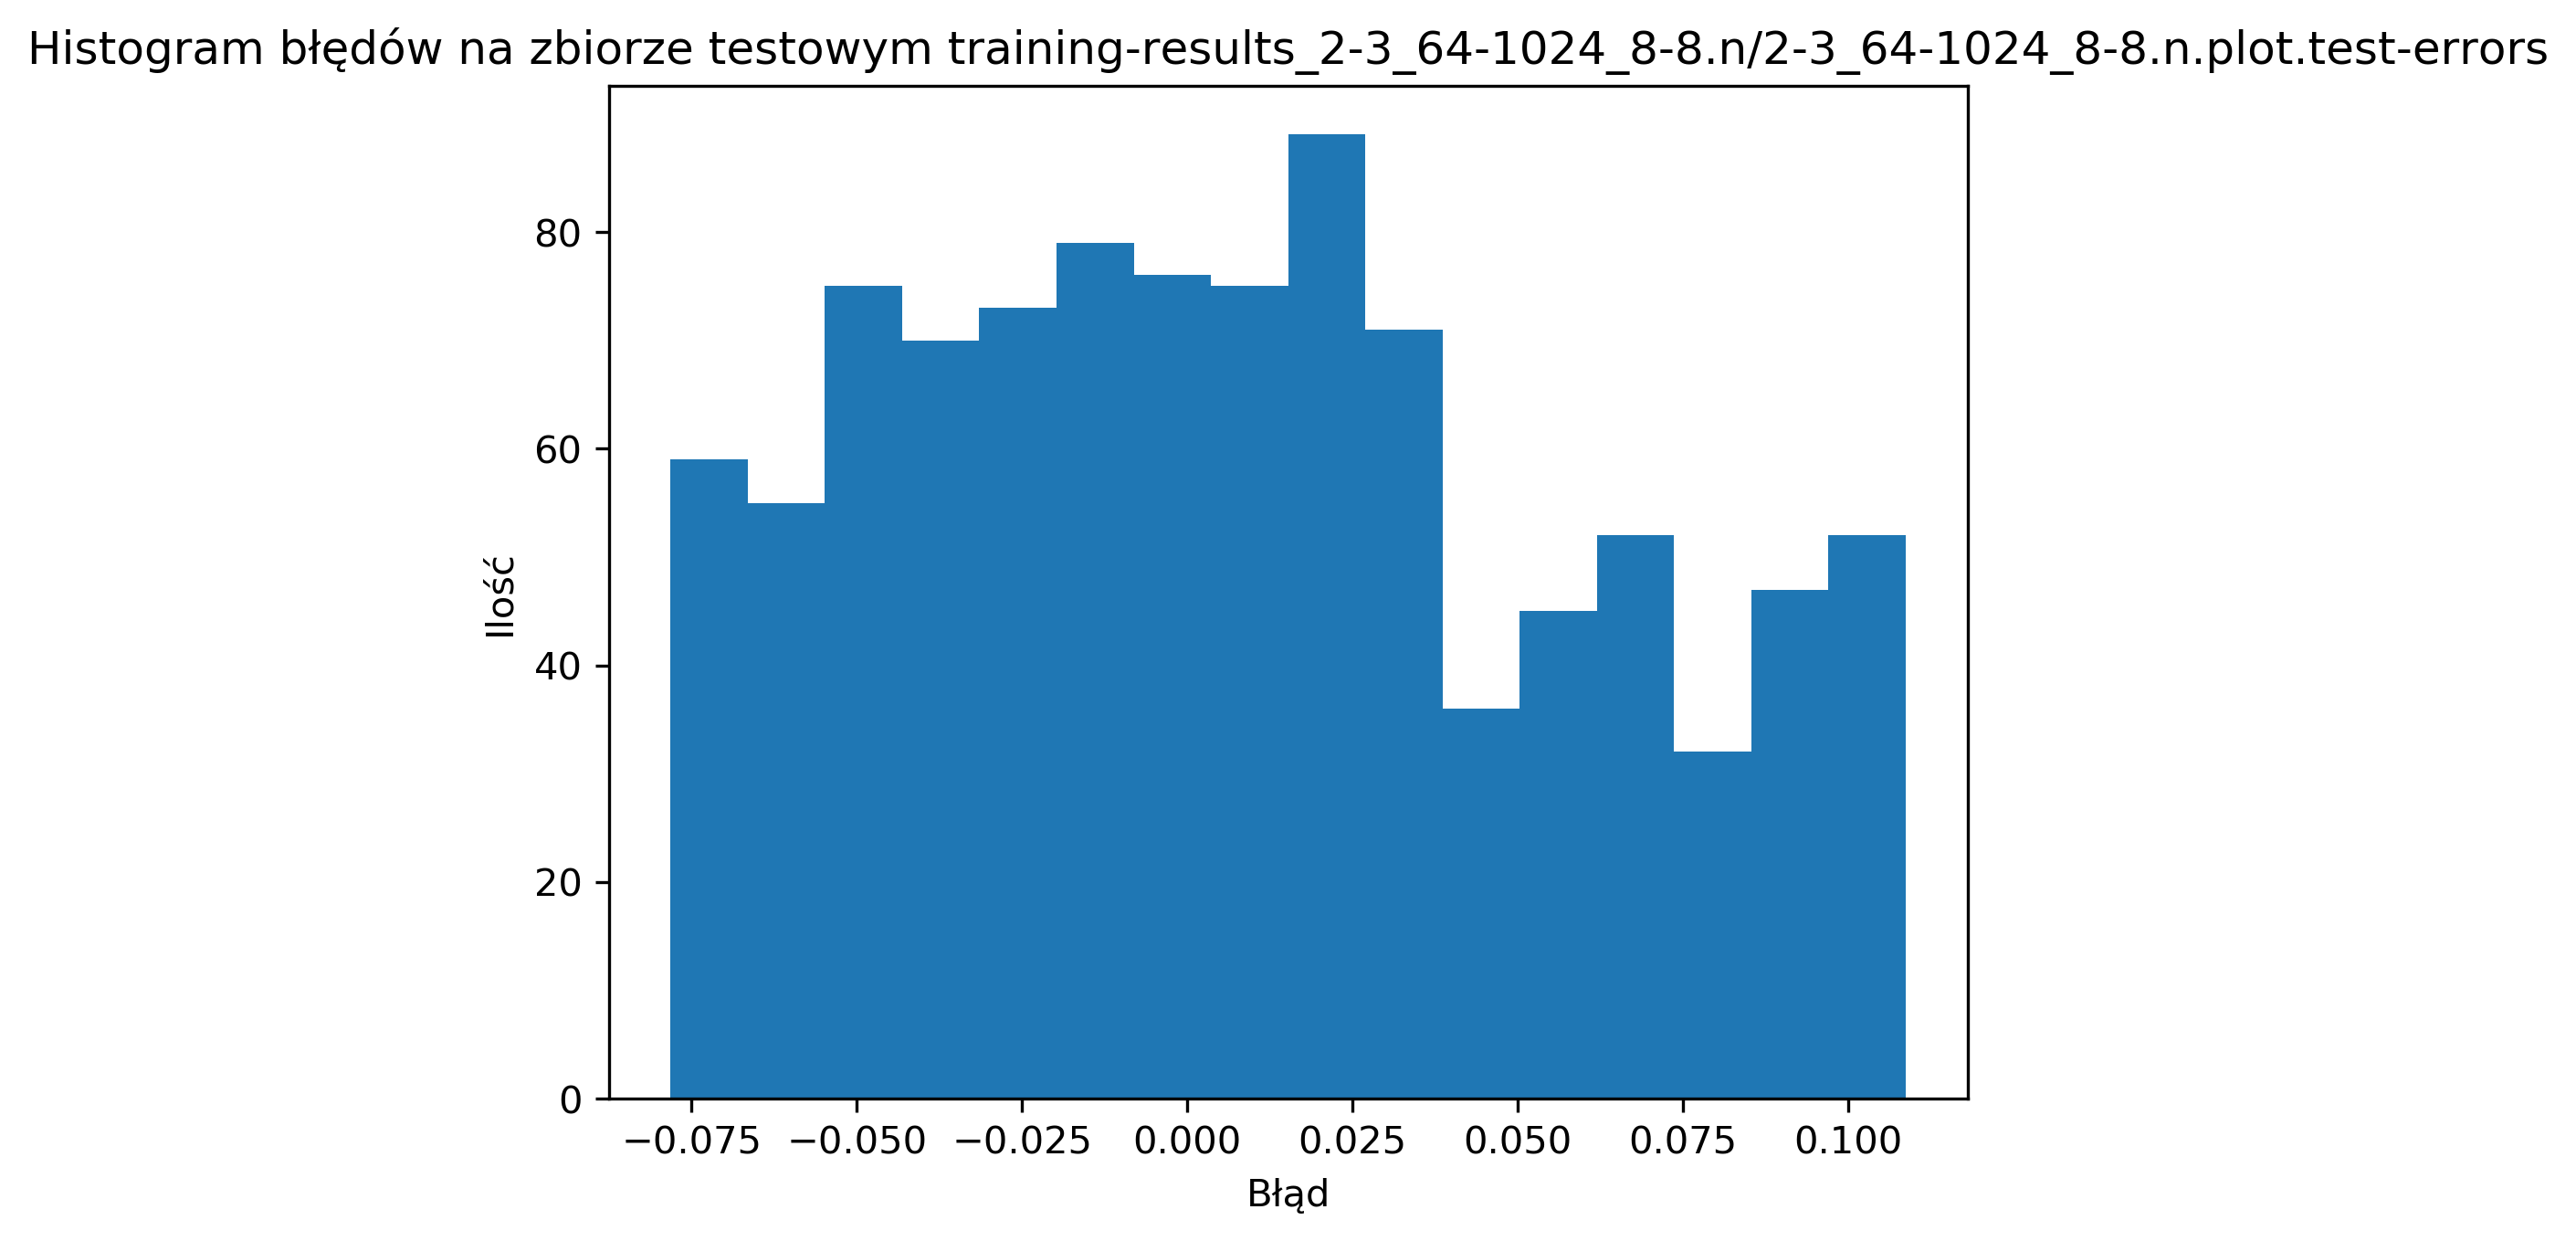 Histogram błędów na zbiorze testowym training-results_2-3_64-1024_8-8.n/2-3_64-1024_8-8.n.plot.test-errors
80
60
40
20
0
Ilość
−0.075 −0.050 −0.025 0.000 0.025 0.050 0.075 0.100
Błąd